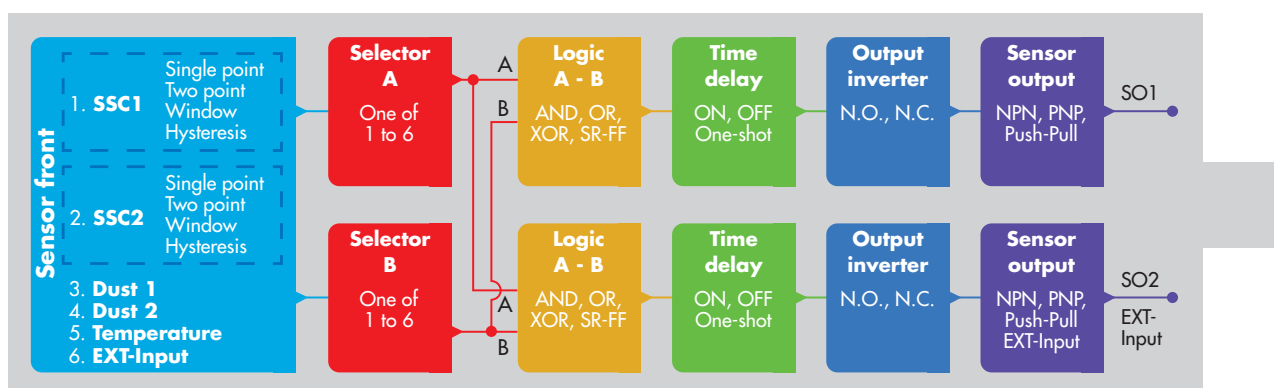 Sensor front
1. SSC1
Single point
Two point
Window
Hysteresis
2. SSC2
Single point
Two point
Window
Hysteresis
3. Dust 1
4. Dust 2
5. Temperature
6. EXT-Input
Selector
A
One of
1 to 6
A
B
Logic
A - B
AND, OR,
XOR, SR-FF
Time
delay
ON, OFF
One-shot
Output
inverter
N.O., N.C.
Sensor
output
NPN, PNP,
Push-Pull
SO1
Selector
B
One of
1 to 6
A
B
Logic
A - B
AND, OR,
XOR, SR-FF
Time
delay
ON, OFF
One-shot
Output
inverter
N.O., N.C.
Sensor
output
NPN, PNP,
Push-Pull
EXT-Input
SO2
EXT-
Input